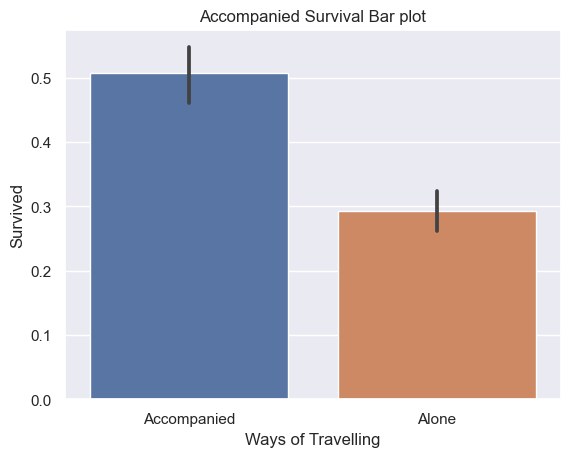 Accompanied Survival Bar plot
Survived
0.5
0.4
0.3
0.2
0.1
0.0
Accompanied
Alone
Ways of Travelling